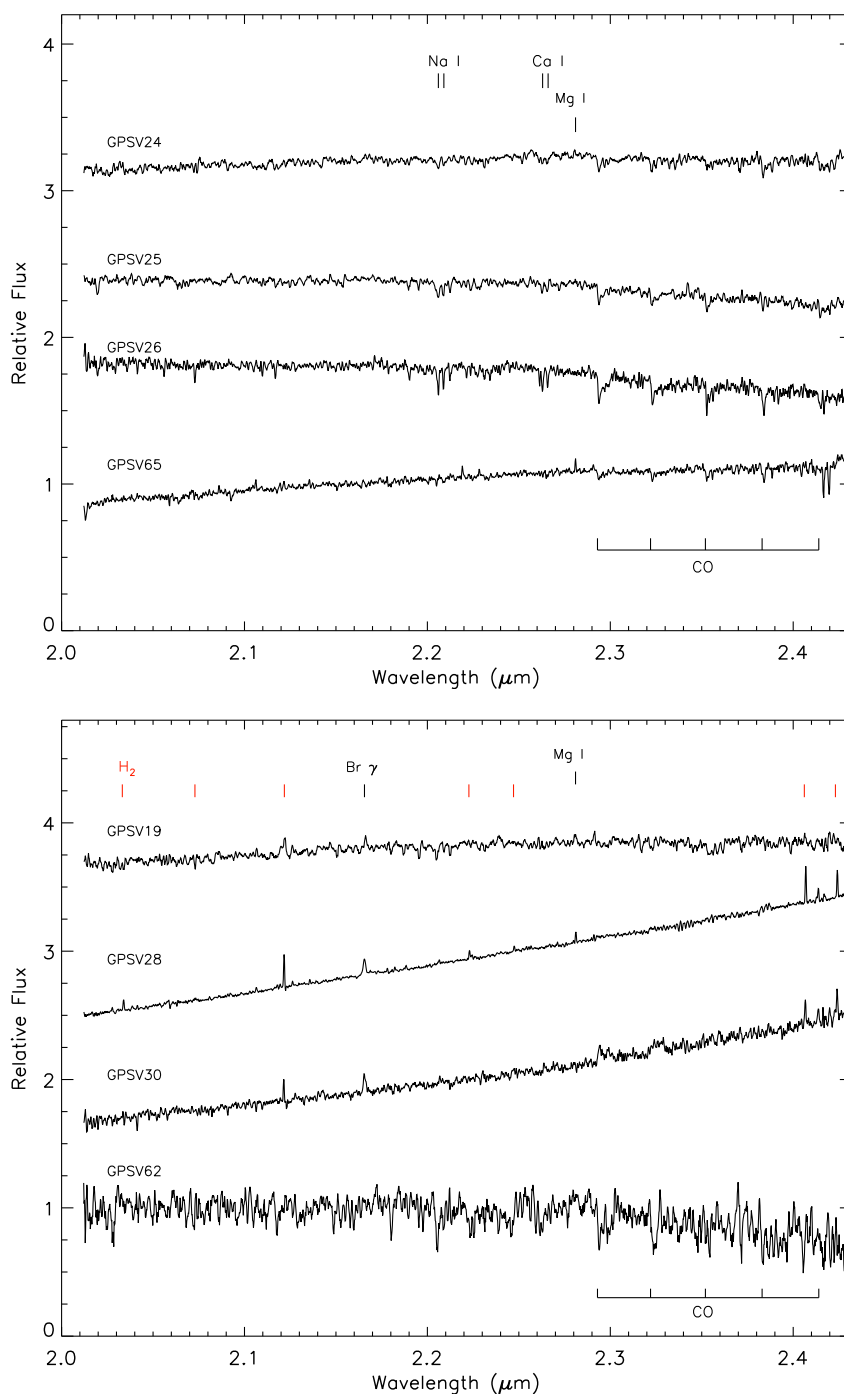 4
Na I
Ca I
Mg I
GPSV24
3
GPSV25
2
GPSV26
GPSV65
1
CO
0
2.0 2.1 2.2 2.3 2.4
Wavelength (μm)
Relative Flux
H₂
Br γ
Mg I
4
GPSV19
3
GPSV28
2
GPSV30
GPSV62
1
CO
0
2.0 2.1 2.2 2.3 2.4
Wavelength (μm)
Relative Flux